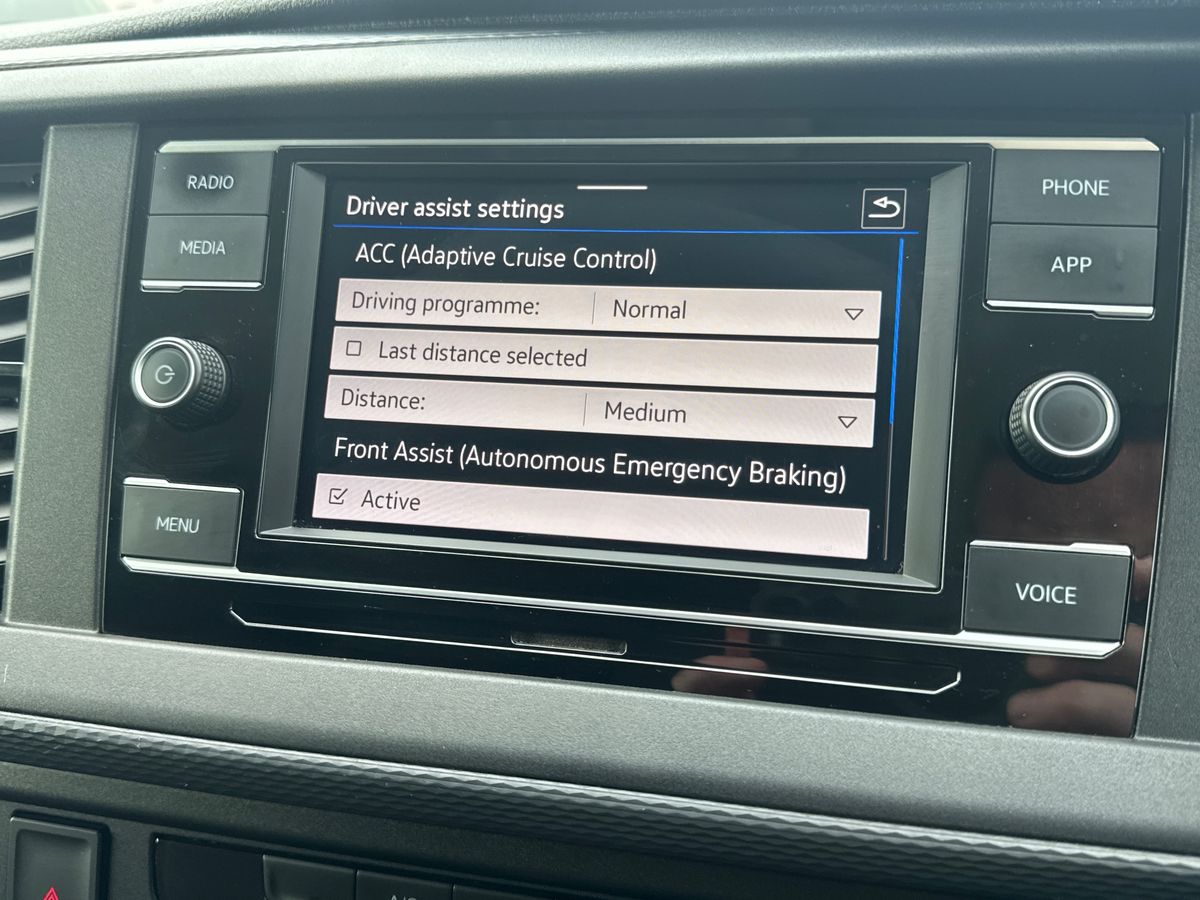 RADIO
MEDIA
MENU
Driver assist settings
ACC (Adaptive Cruise Control)
Driving programme: Normal
Last distance selected
Distance: Medium
Front Assist (Autonomous Emergency Braking)
Active
PHONE
APP
VOICE